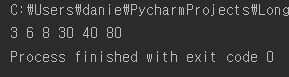 C:₩Users₩danie₩PycharmProjects₩Long
3 6 8 30 40 80
Process finished with exit code 0